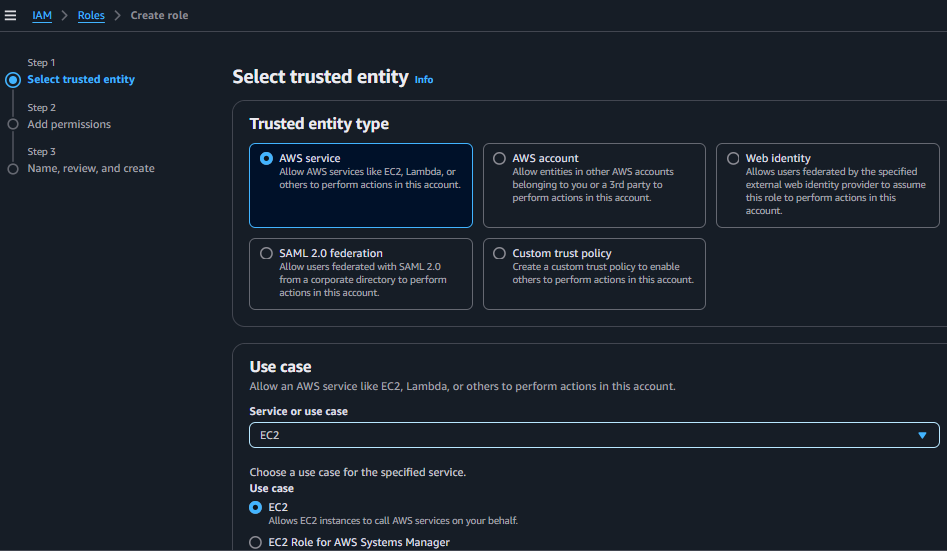 IAM > Roles > Create role
Step 1
Select trusted entity
Step 2
Add permissions
Step 3
Name, review, and create
Select trusted entity Info
Trusted entity type
AWS service
Allow AWS services like EC2, Lambda, or
others to perform actions in this account.
AWS account
Allow entities in other AWS accounts
belonging to you or a 3rd party to
perform actions in this account.
Web identity
Allows users federated by the specified
external web identity provider to assume
this role to perform actions in this
account.
SAML 2.0 federation
Allow users federated with SAML 2.0
from a corporate directory to perform
actions in this account.
Custom trust policy
Create a custom trust policy to enable
others to perform actions in this account.
Use case
Allow an AWS service like EC2, Lambda, or others to perform actions in this account.
Service or use case
EC2
Choose a use case for the specified service.
Use case
EC2
Allows EC2 instances to call AWS services on your behalf.
EC2 Role for AWS Systems Manager